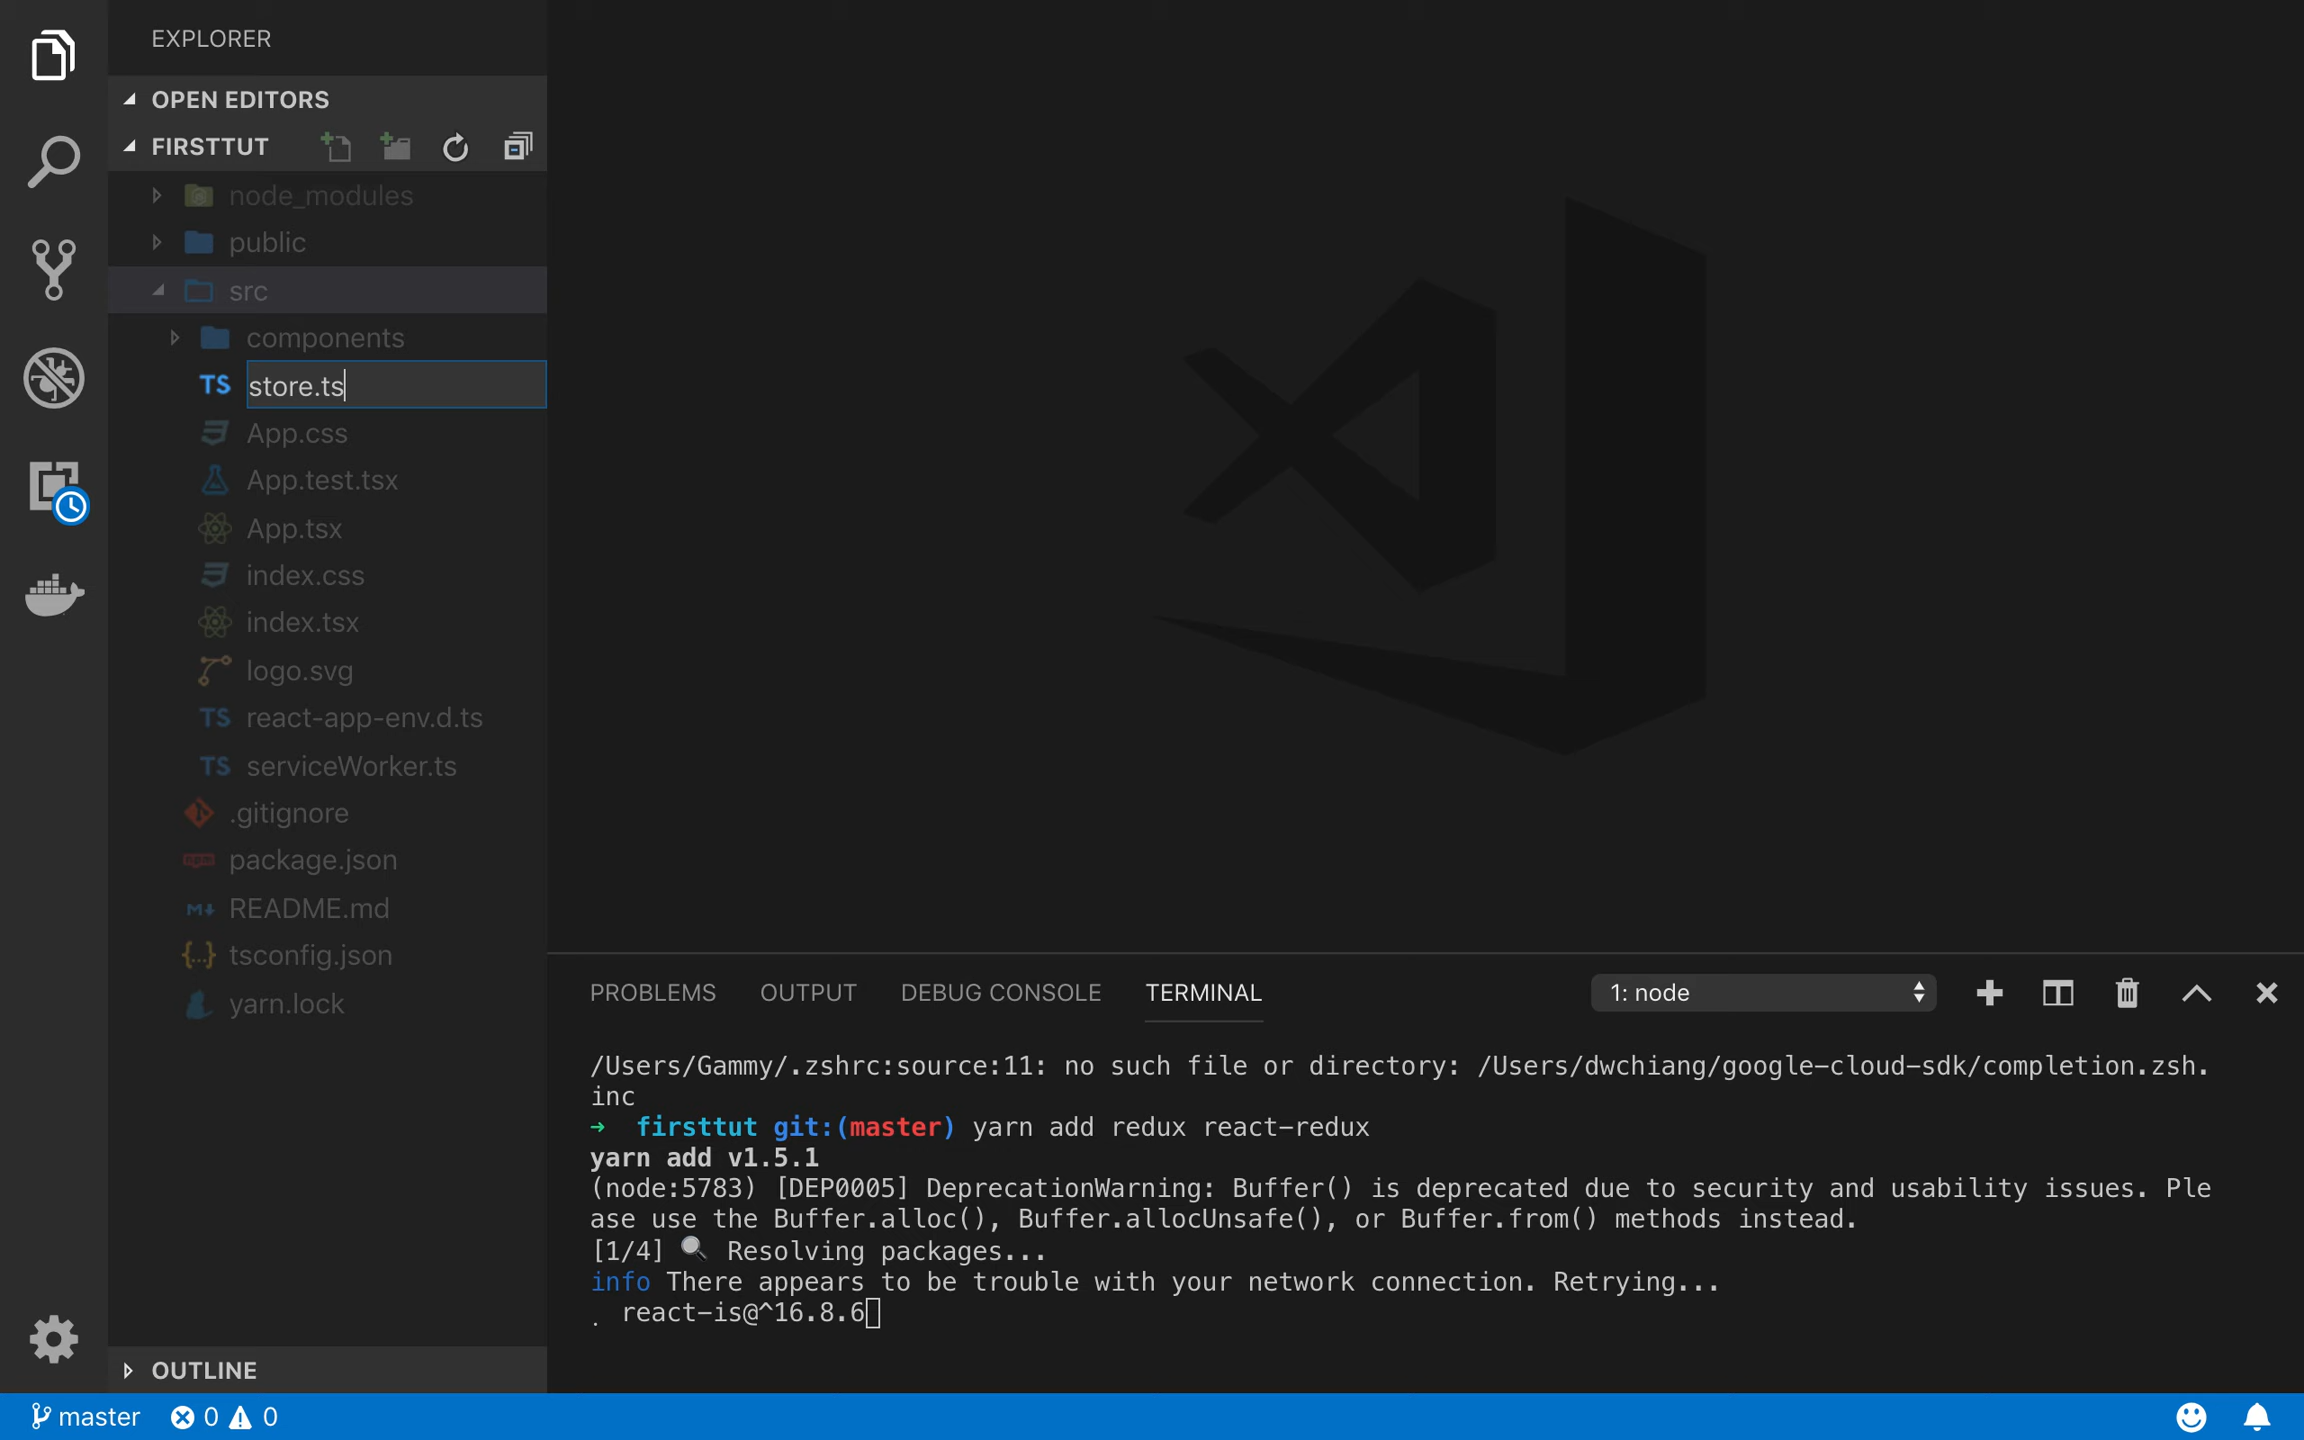 EXPLORER
OPEN EDITORS
FIRSTTUT
node_modules
public
src
components
TS store.ts
App.css
App.test.tsx
App.tsx
index.css
index.tsx
logo.svg
TS react-app-env.d.ts
TS serviceWorker.ts
.gitignore
package.json
README.md
{...} tsconfig.json
yarn.lock
OUTLINE
PROBLEMS OUTPUT DEBUG CONSOLE TERMINAL 1: node
/Users/Gammy/.zshrc:source:11: no such file or directory: /Users/dwchiang/google-cloud-sdk/completion.zsh.
inc
➜ firsttut git:(master) yarn add redux react-redux
yarn add v1.5.1
(node:5783) [DEP0005] DeprecationWarning: Buffer() is deprecated due to security and usability issues. Ple
ase use the Buffer.alloc(), Buffer.allocUnsafe(), or Buffer.from() methods instead.
[1/4] 🔍 Resolving packages...
info There appears to be trouble with your network connection. Retrying...
. react-is@^16.8.6
master 0 0